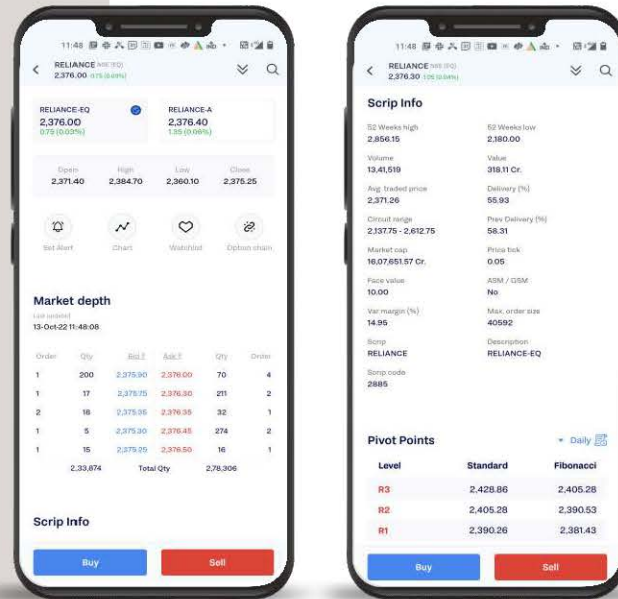 11:48
RELIANCE NSE (EQ)
2,376.00 0.75 (0.03%)
RELIANCE-EQ
2,376.00
0.75 (0.03%)
RELIANCE-A
2,376.40
1.35 (0.06%)
Open High Low Close
2,371.40 2,384.70 2,360.10 2,375.25
Set Alert Chart Watchlist Option chain
Market depth
Last updated
13-Oct-22 11:48:08
Order Qty Bid ₹ Ask ₹ Qty Order
1 200 2,375.90 2,376.00 70 4
1 17 2,375.75 2,376.30 211 2
2 18 2,375.35 2,376.35 32 1
1 5 2,375.30 2,376.45 274 2
1 15 2,375.25 2,376.50 16 1
2,33,874 Total Qty 2,78,306
Scrip Info
Buy Sell
11:48
RELIANCE NSE (EQ)
2,376.30 1.05 (0.04%)
Scrip Info
52 Weeks high 52 Weeks low
2,856.15 2,180.00
Volume Value
13,41,519 318.11 Cr.
Avg. traded price Delivery (%)
2,371.26 55.93
Circuit range Prev Delivery (%)
2,137.75 - 2,612.75 58.31
Market cap Price tick
16,07,651.57 Cr. 0.05
Face value ASM / GSM
10.00 No
Var margin (%) Max. order size
14.95 40592
Scrip Description
RELIANCE RELIANCE-EQ
Scrip code
2885
Pivot Points Daily
Level Standard Fibonacci
R3 2,428.86 2,405.28
R2 2,405.28 2,390.53
R1 2,390.26 2,381.43
Buy Sell